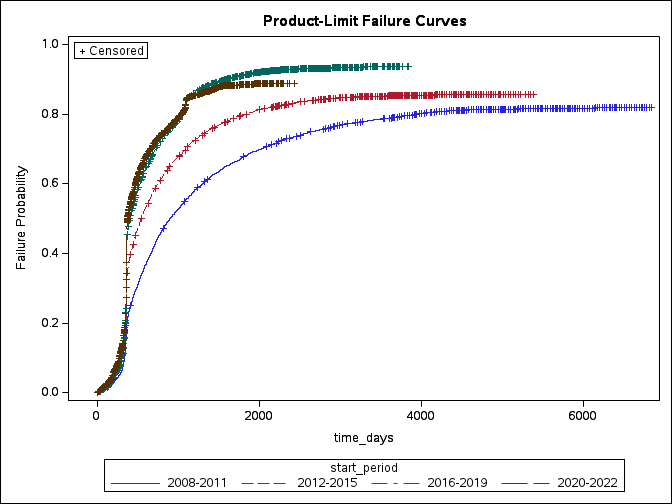 Product-Limit Failure Curves
+ Censored
1.0
0.8
0.6
0.4
0.2
0.0
Failure Probability
0 2000 4000 6000
time_days
start_period
2008-2011 2012-2015 2016-2019 2020-2022